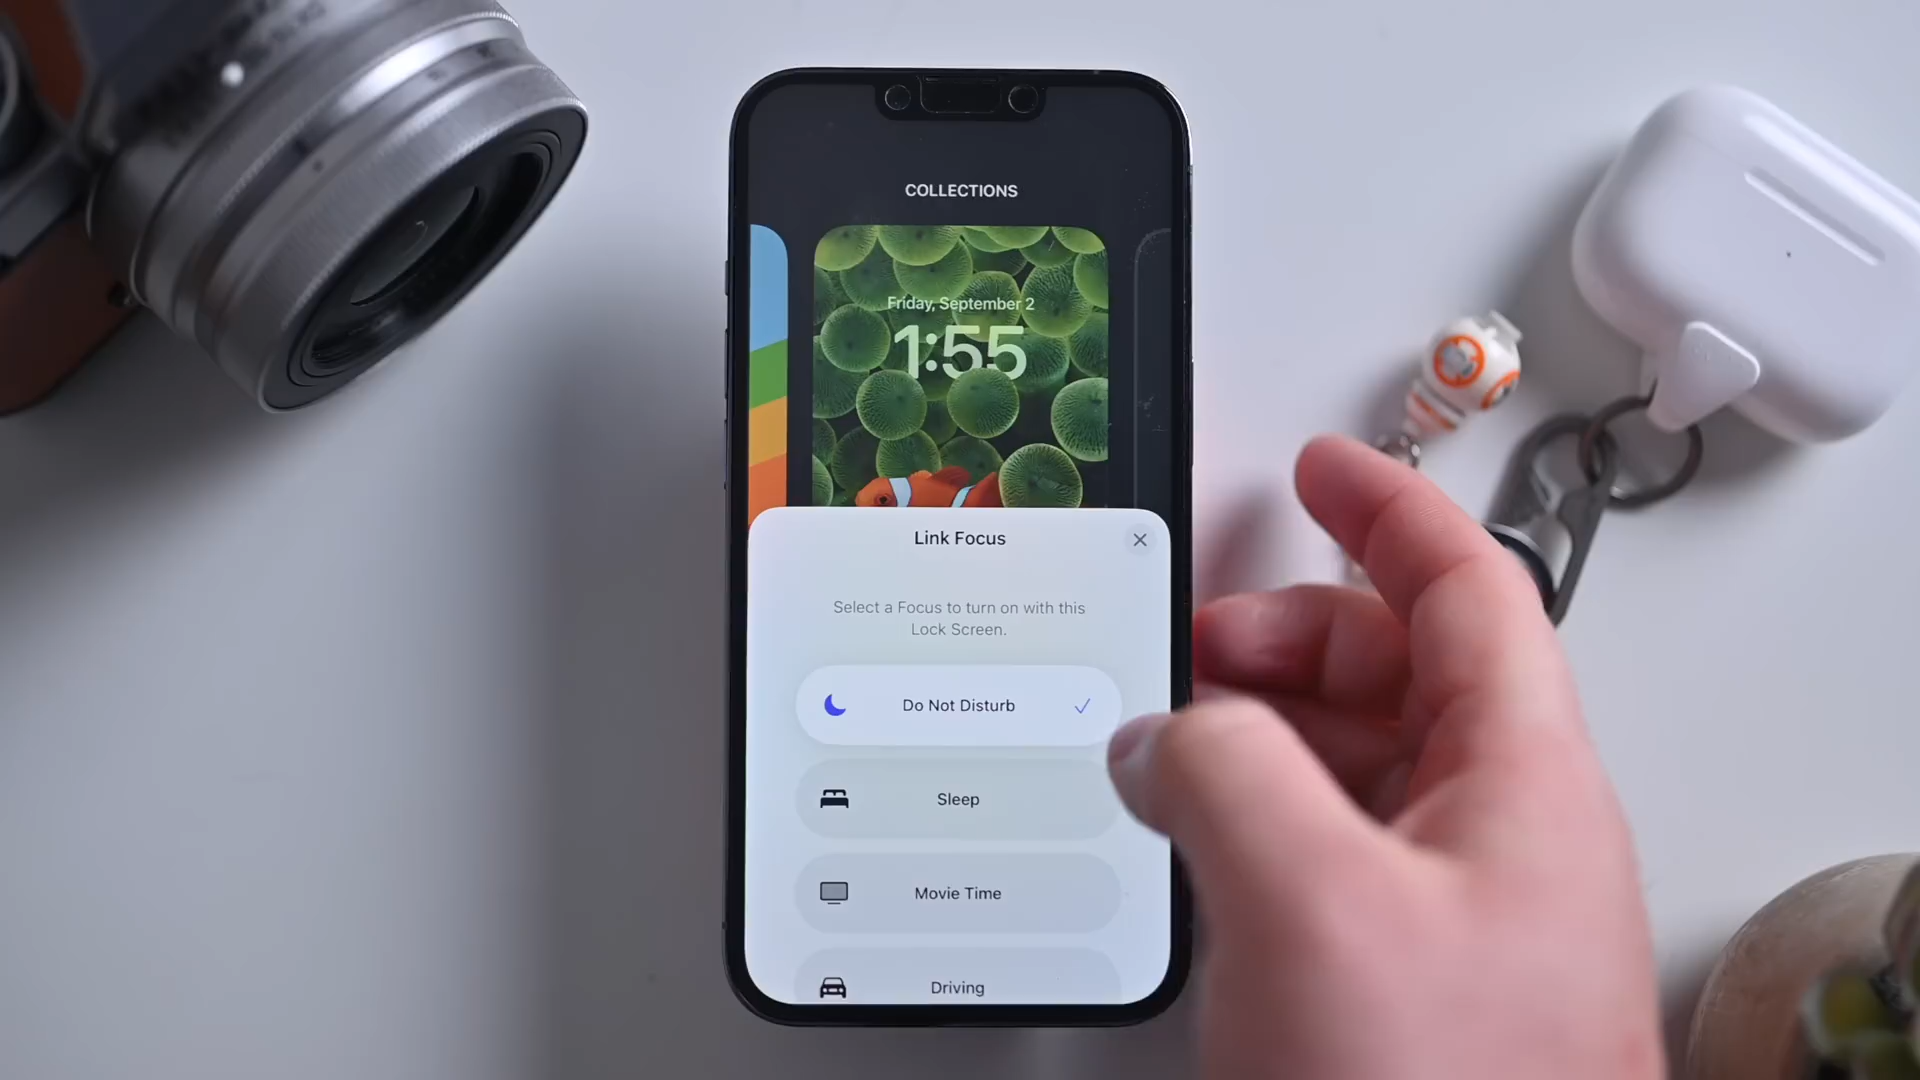 COLLECTIONS
Friday, September 2
1:55
Link Focus
Select a Focus to turn on with this
Lock Screen.
Do Not Disturb
Sleep
Movie Time
Driving